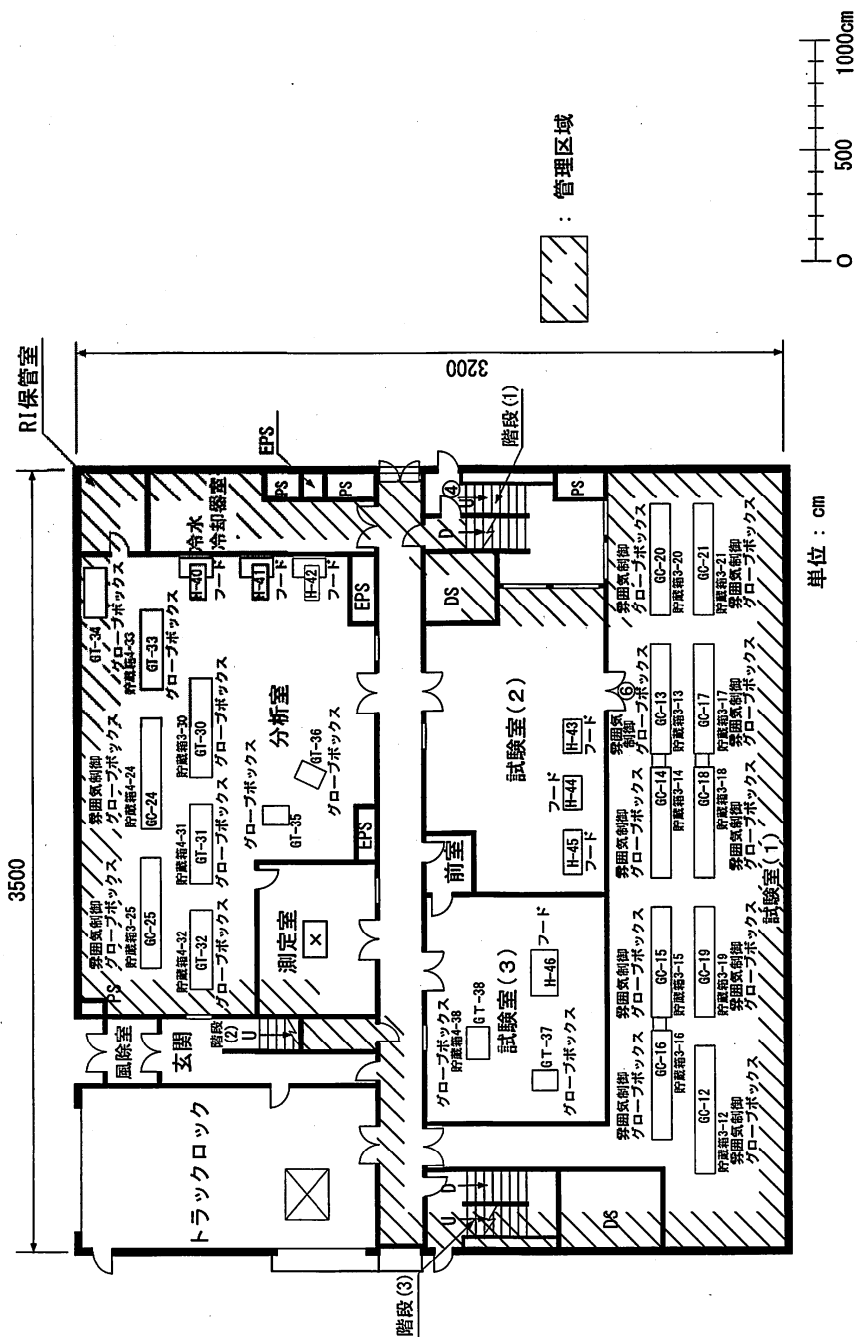 3500
3200
RI保管室
EPS
階段(1)
階段(3)
トラックロック
風除室
玄関
階段
(2)
U
PS
雰囲気制御
グローブボックス
貯蔵箱3-25
GC-25
雰囲気制御
グローブボックス
貯蔵箱4-24
GC-24
GT-34
グローブボックス
貯蔵箱4-33
GT-33
グローブボックス
貯蔵箱4-32
GT-32
グローブボックス
貯蔵箱4-31
GT-31
グローブボックス
貯蔵箱3-30
GT-30
グローブボックス
H-40
フード
H-41
フード
H-42
フード
冷水
冷却器室
PS
PS
測定室
×
分析室
グローブボックス
GT-35
GT-36
グローブボックス
EPS
EPS
U
D
DS
グローブボックス
貯蔵箱4-38
GT-38
試験室(3)
フード
H-46
GT-37
グローブボックス
前室
試験室(2)
H-45
フード
フード
H-44
H-43
フード
DS
D
U
④
PS
⑥
雰囲気制御
グローブボックス
GC-16
貯蔵箱3-16
雰囲気制御
グローブボックス
GC-15
貯蔵箱3-15
雰囲気制御
グローブボックス
GC-14
貯蔵箱3-14
雰囲気
制御
グローブボックス
GC-13
貯蔵箱3-13
雰囲気制御
グローブボックス
GC-20
貯蔵箱3-20
GC-12
貯蔵箱3-12
雰囲気制御
グローブボックス
GC-19
貯蔵箱3-19
雰囲気制御
グローブボックス
GC-18
貯蔵箱3-18
雰囲気制御
グローブボックス
GC-17
貯蔵箱3-17
雰囲気制御
グローブボックス
GC-21
貯蔵箱3-21
雰囲気制御
グローブボックス
試験室(1)
：管理区域
単位：cm
0
500
1000cm